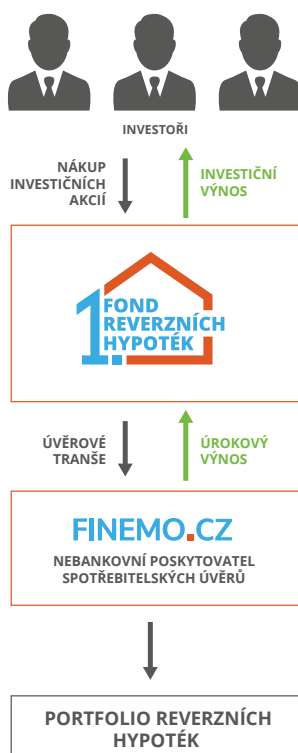 INVESTOŘI
NÁKUP
INVESTIČNÍCH
AKCIÍ
INVESTIČNÍ
VÝNOS
1.
FOND
REVERZNÍCH
HYPOTÉK
ÚVĚROVÉ
TRANŠE
ÚROKOVÝ
VÝNOS
FINEMO.CZ
NEBANKOVNÍ POSKYTOVATEL
SPOTŘEBITELSKÝCH ÚVĚRŮ
PORTFOLIO REVERZNÍCH
HYPOTÉK